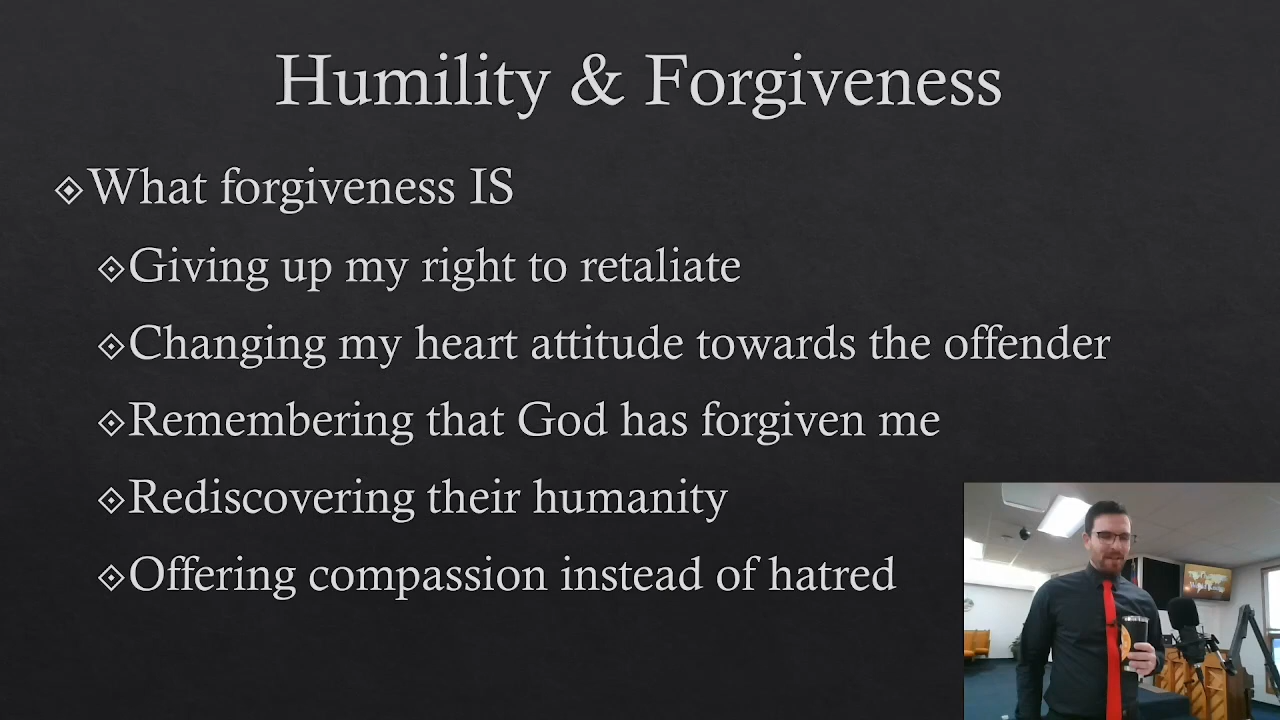 Humility & Forgiveness
What forgiveness IS
Giving up my right to retaliate
Changing my heart attitude towards the offender
Remembering that God has forgiven me
Rediscovering their humanity
Offering compassion instead of hatred